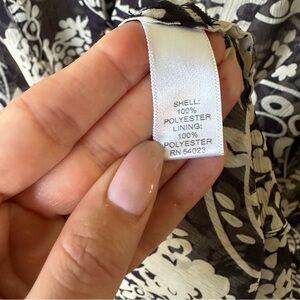 SHELL:
100%
POLYESTER
LINING:
100%
POLYESTER
RN 54023